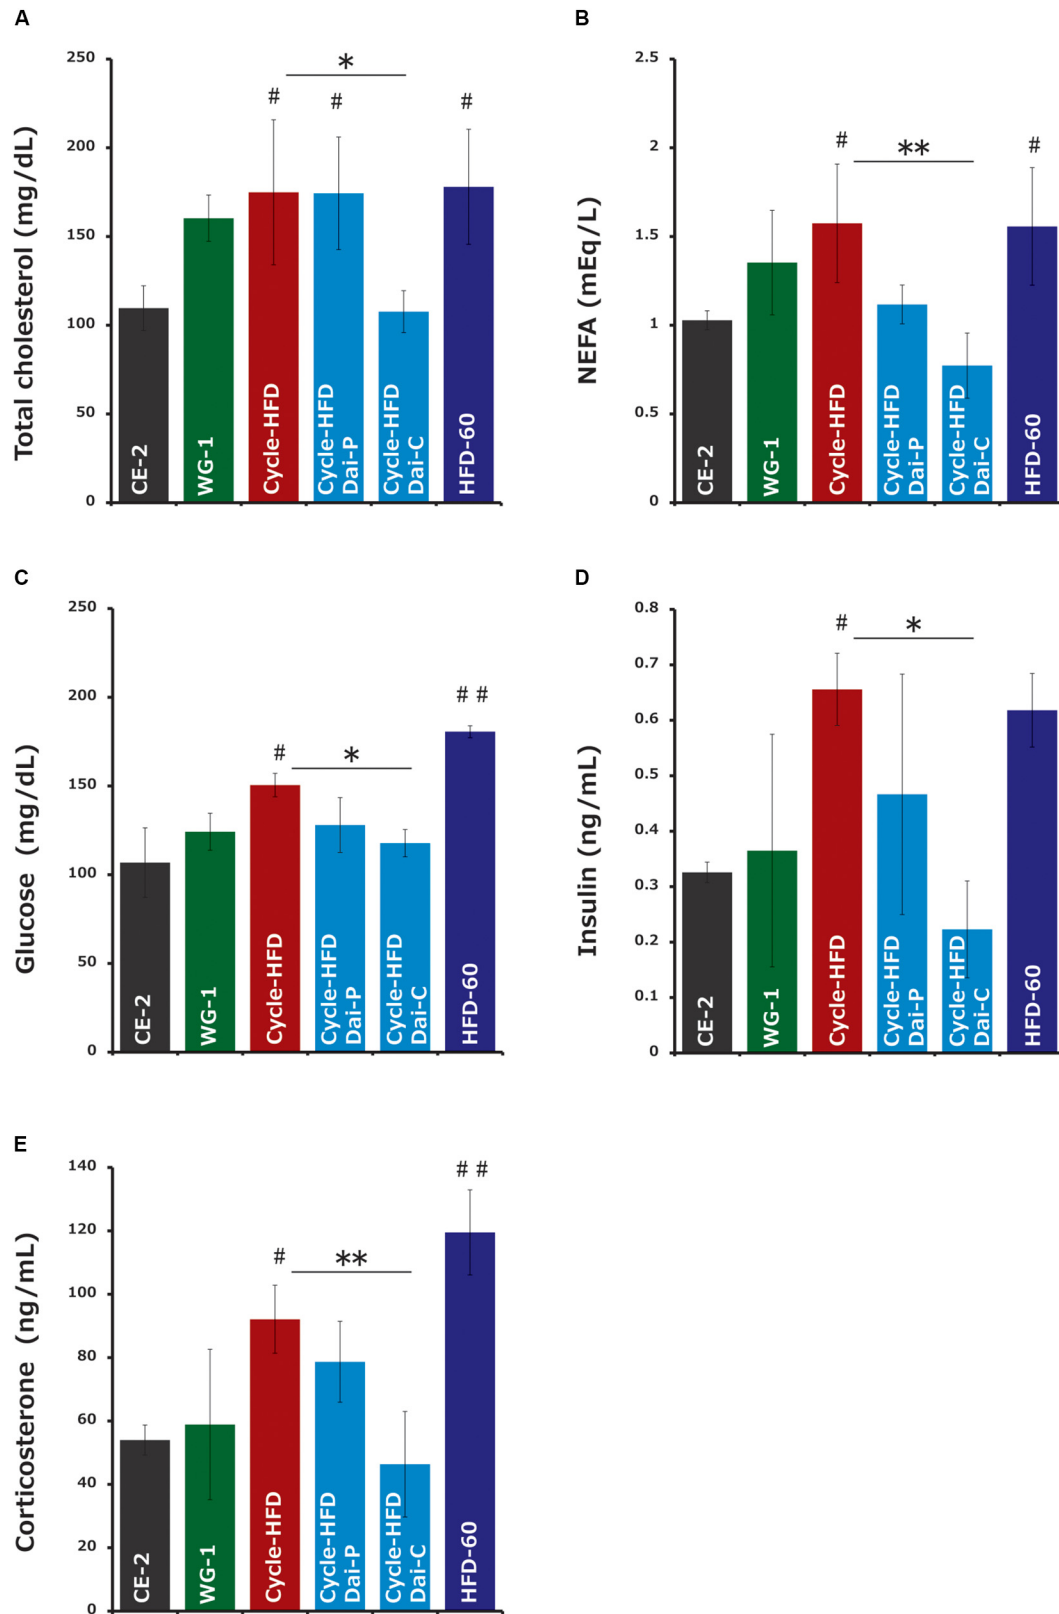 A
Total cholesterol (mg/dL)
250
200
150
100
50
0
*
#
#
#
CE-2
WG-1
Cycle-HFD
Cycle-HFD
Dai-P
Cycle-HFD
Dai-C
HFD-60
B
NEFA (mEq/L)
2.5
2
1.5
1
0.5
0
#
**
#
CE-2
WG-1
Cycle-HFD
Cycle-HFD
Dai-P
Cycle-HFD
Dai-C
HFD-60
C
Glucose (mg/dL)
250
200
150
100
50
0
#
*
# #
CE-2
WG-1
Cycle-HFD
Cycle-HFD
Dai-P
Cycle-HFD
Dai-C
HFD-60
D
Insulin (ng/mL)
0.8
0.7
0.6
0.5
0.4
0.3
0.2
0.1
0
#
*
CE-2
WG-1
Cycle-HFD
Cycle-HFD
Dai-P
Cycle-HFD
Dai-C
HFD-60
E
Corticosterone (ng/mL)
140
120
100
80
60
40
20
0
#
**
# #
CE-2
WG-1
Cycle-HFD
Cycle-HFD
Dai-P
Cycle-HFD
Dai-C
HFD-60